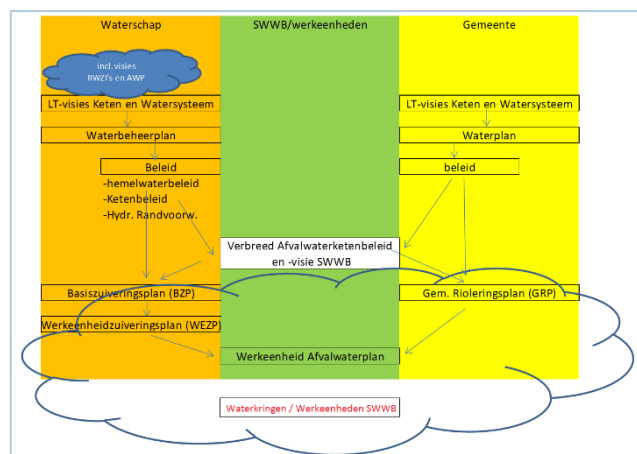 Waterschap
SWWB/werkeenheden
Gemeente
incl.visies
RWZI's en AWP
LT-visies Keten en Watersysteem
LT-visies Keten en Watersysteem
Waterbeheerplan
Waterplan
Beleid
beleid
-hemelwaterbeleid
-Ketenbeleid
-Hydr. Randvoorw.
Verbreed Afvalwaterketenbeleid
en -visie SWWB
Basiszuiveringsplan (BZP)
Gem. Rioleringsplan (GRP)
Werkeenheidzuiveringsplan (WEZP)
Werkeenheid Afvalwaterplan
Waterkringen / Werkeenheden SWWB